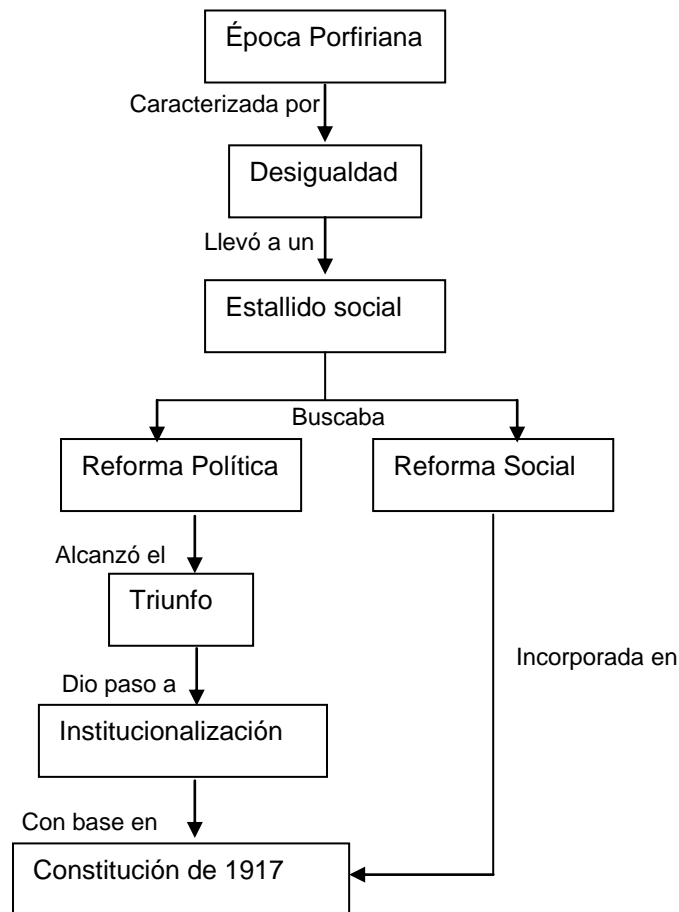 Época Porfiriana
Caracterizada por
Desigualdad
Llevó a un
Estallido social
Buscaba
Reforma Política
Reforma Social
Alcanzó el
Triunfo
Incorporada en
Dio paso a
Institucionalización
Con base en
Constitución de 1917